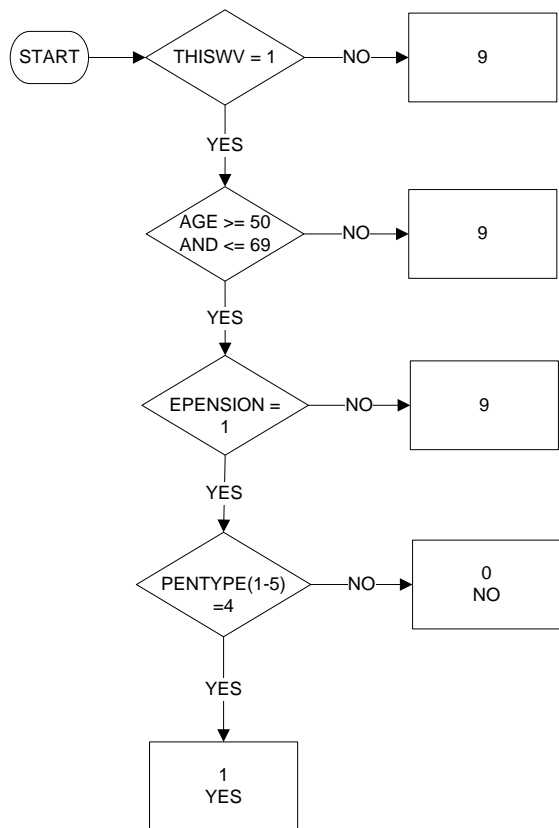 START
THISWV = 1
NO
9
YES
AGE >= 50
AND <= 69
NO
9
YES
EPENSION =
1
NO
9
YES
PENTYPE(1-5)
=4
NO
0
NO
YES
1
YES